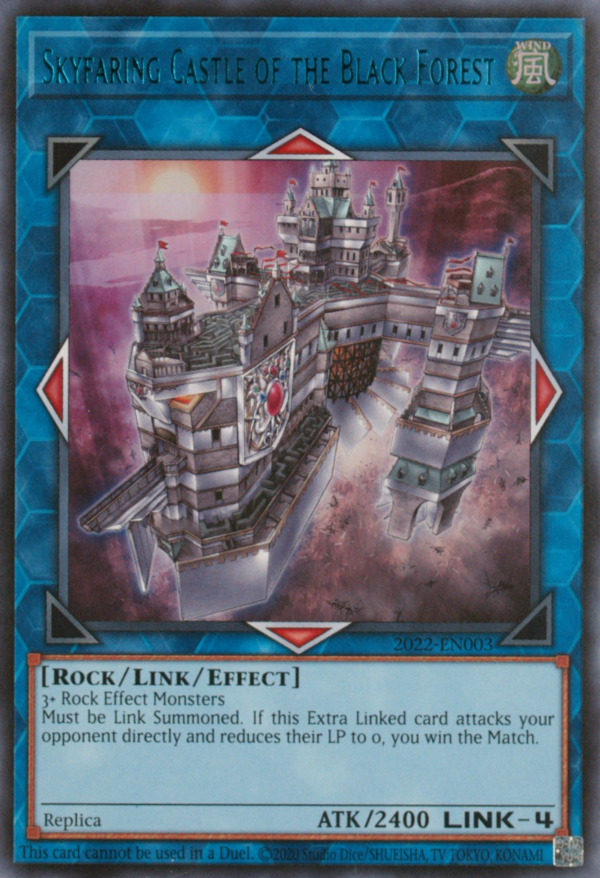 SKYFARING CASTLE OF THE BLACK FOREST
WIND
風
2022-EN003
[ROCK/LINK/EFFECT]
3+ Rock Effect Monsters
Must be Link Summoned. If this Extra Linked card attacks your
opponent directly and reduces their LP to 0, you win the Match.
Replica
ATK/2400 LINK-4
This card cannot be used in a Duel. ©2020 Studio Dice/SHUEISHA, TV TOKYO, KONAMI